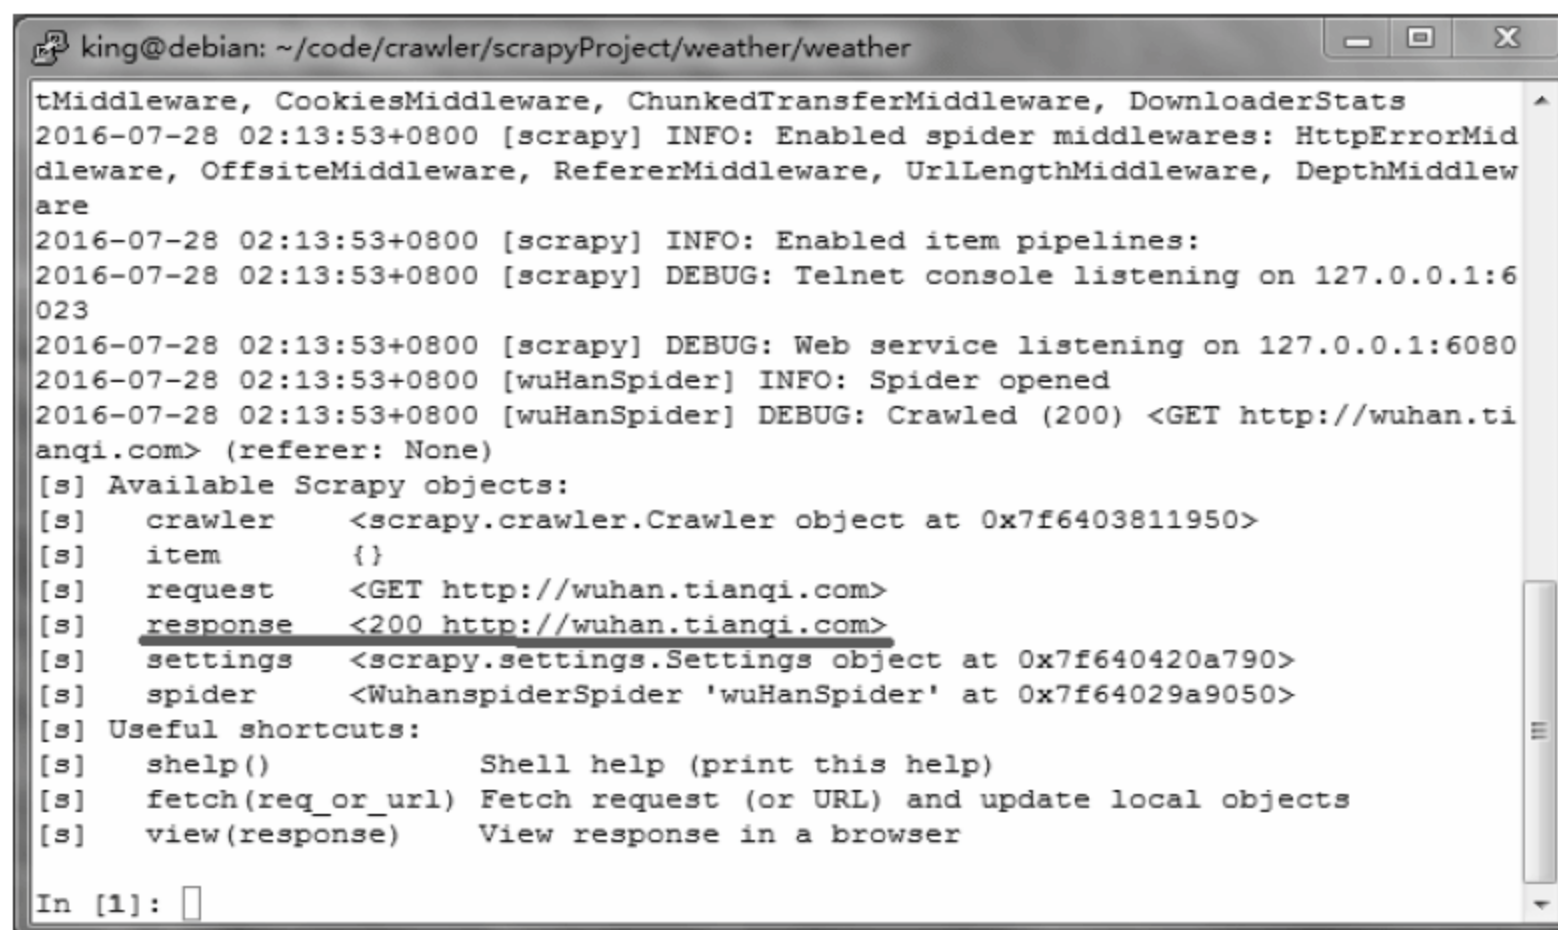 king@debian: ~/code/crawler/scrapyProject/weather/weather
tMiddleware, CookiesMiddleware, ChunkedTransferMiddleware, DownloaderStats
2016-07-28 02:13:53+0800 [scrapy] INFO: Enabled spider middlewares: HttpErrorMid
dleware, OffsiteMiddleware, RefererMiddleware, UrlLengthMiddleware, DepthMiddlew
are
2016-07-28 02:13:53+0800 [scrapy] INFO: Enabled item pipelines:
2016-07-28 02:13:53+0800 [scrapy] DEBUG: Telnet console listening on 127.0.0.1:6
023
2016-07-28 02:13:53+0800 [scrapy] DEBUG: Web service listening on 127.0.0.1:6080
2016-07-28 02:13:53+0800 [wuHanSpider] INFO: Spider opened
2016-07-28 02:13:53+0800 [wuHanSpider] DEBUG: Crawled (200) <GET http://wuhan.ti
anqi.com> (referer: None)
[s] Available Scrapy objects:
[s]   crawler    <scrapy.crawler.Crawler object at 0x7f6403811950>
[s]   item       {}
[s]   request    <GET http://wuhan.tianqi.com>
[s]   response   <200 http://wuhan.tianqi.com>
[s]   settings   <scrapy.settings.Settings object at 0x7f640420a790>
[s]   spider     <WuhanspiderSpider 'wuHanSpider' at 0x7f64029a9050>
[s] Useful shortcuts:
[s]   shelp()           Shell help (print this help)
[s]   fetch(req_or_url) Fetch request (or URL) and update local objects
[s]   view(response)    View response in a browser
In [1]: